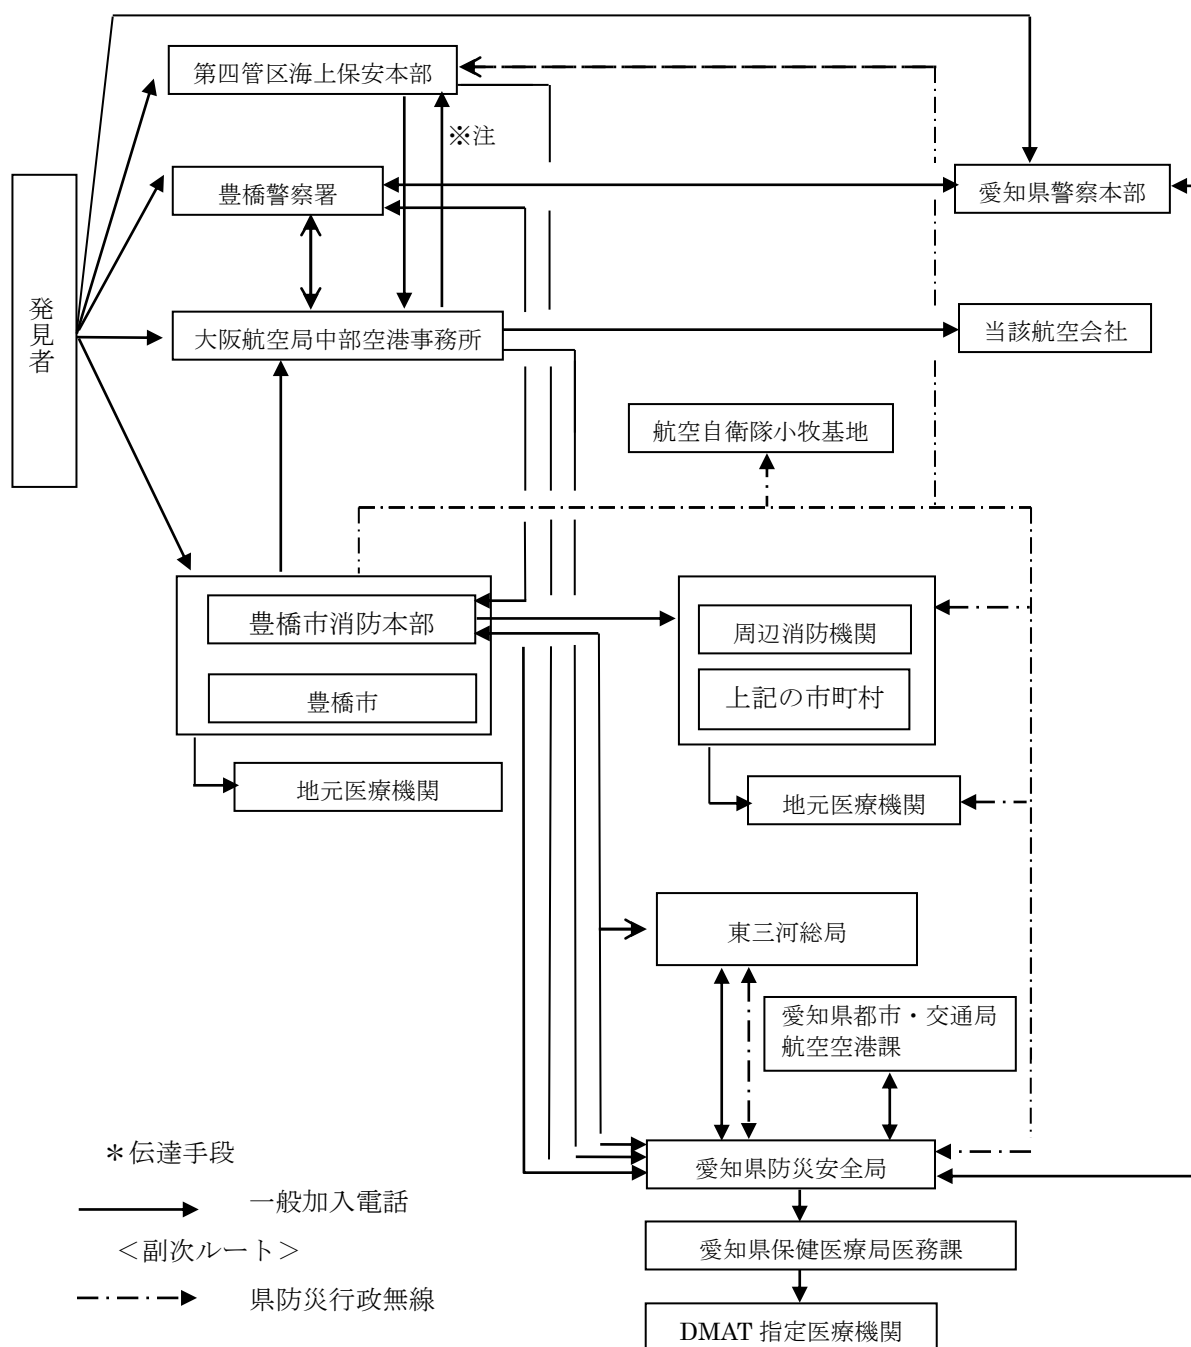 第四管区海上保安本部
※注
豊橋警察署
愛知県警察本部
発見者
大阪航空局中部空港事務所
当該航空会社
航空自衛隊小牧基地
豊橋市消防本部
周辺消防機関
豊橋市
上記の市町村
地元医療機関
地元医療機関
東三河総局
愛知県都市・交通局
航空空港課
＊伝達手段
愛知県防災安全局
一般加入電話
＜副次ルート＞
愛知県保健医療局医務課
県防災行政無線
DMAT 指定医療機関